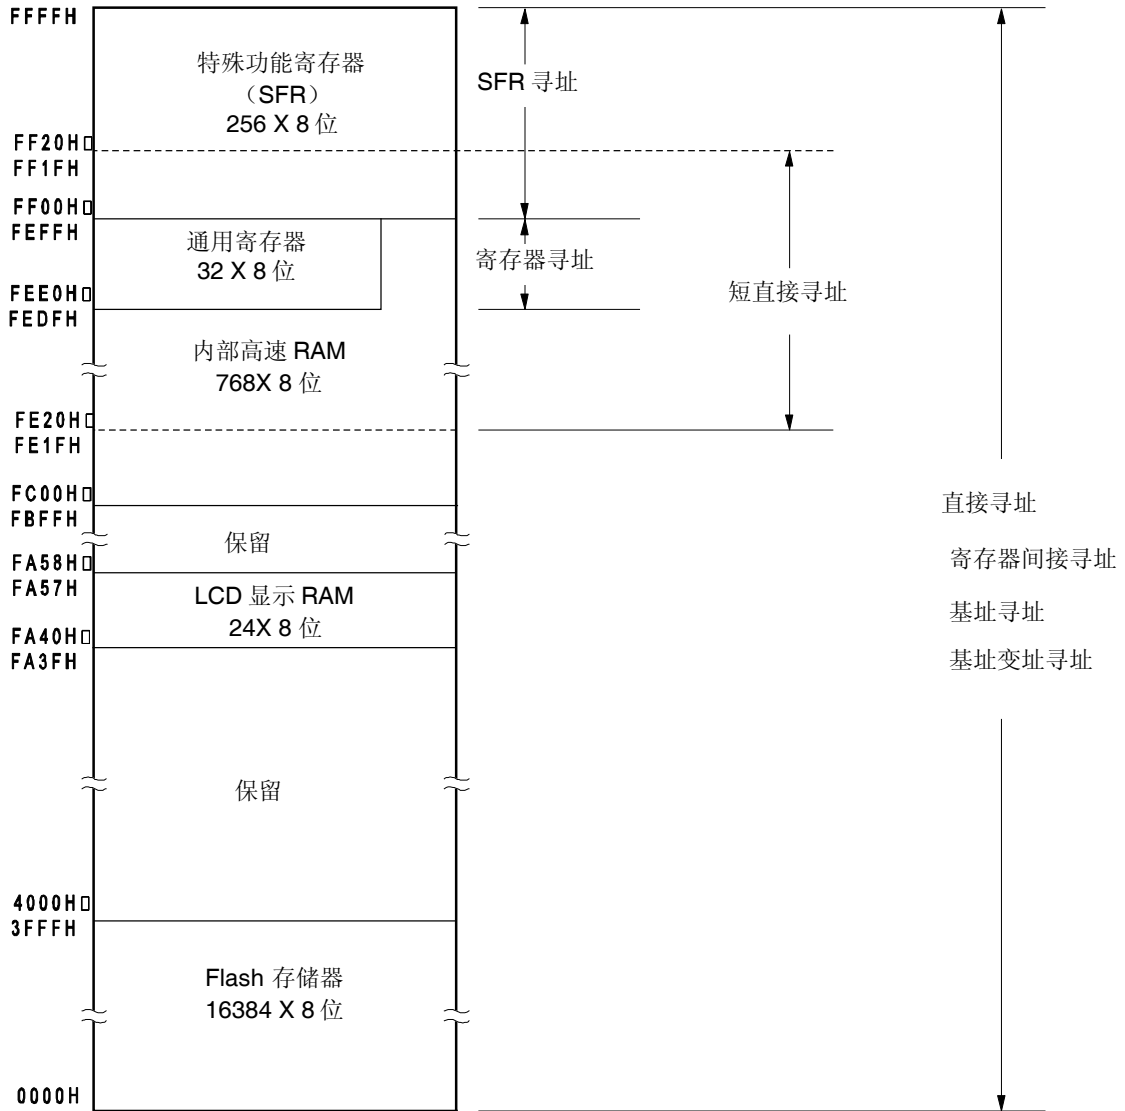 FFFFH
特殊功能寄存器
（SFR）
256 X 8 位
SFR 寻址
FF20H
FF1FH
FF00H
FEFFH
通用寄存器
32 X 8 位
寄存器寻址
FEE0H
FEDFH
短直接寻址
内部高速 RAM
768X 8 位
FE20H
FE1FH
FC00H
FBFFH
直接寻址
保留
寄存器间接寻址
FA58H
FA57H
LCD 显示 RAM
24X 8 位
基址寻址
FA40H
FA3FH
基址变址寻址
保留
4000H
3FFFH
Flash 存储器
16384 X 8 位
0000H